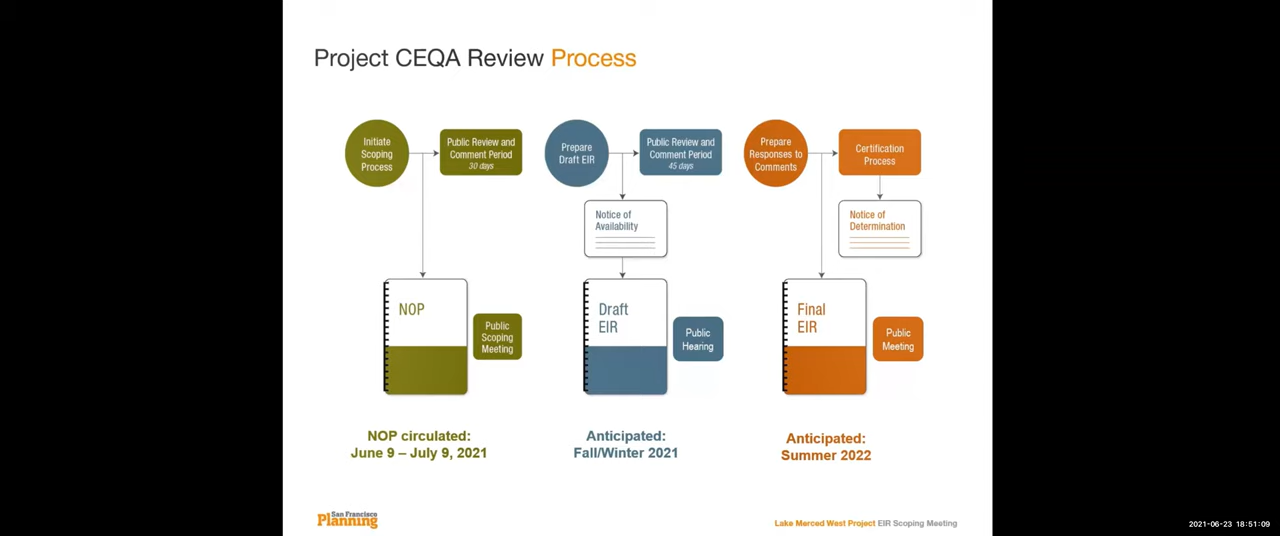 Project CEQA Review Process
Initiate
Scoping
Process
Public Review and
Comment Period
30 days
NOP
Public
Scoping
Meeting
NOP circulated:
June 9 – July 9, 2021
Prepare
Draft EIR
Public Review and
Comment Period
45 days
Notice of
Availability
Draft
EIR
Public
Hearing
Anticipated:
Fall/Winter 2021
Prepare
Responses to
Comments
Certification
Process
Notice of
Determination
Final
EIR
Public
Meeting
Anticipated:
Summer 2022
San Francisco
Planning
Lake Merced West Project EIR Scoping Meeting
2021-06-23 18:51:09